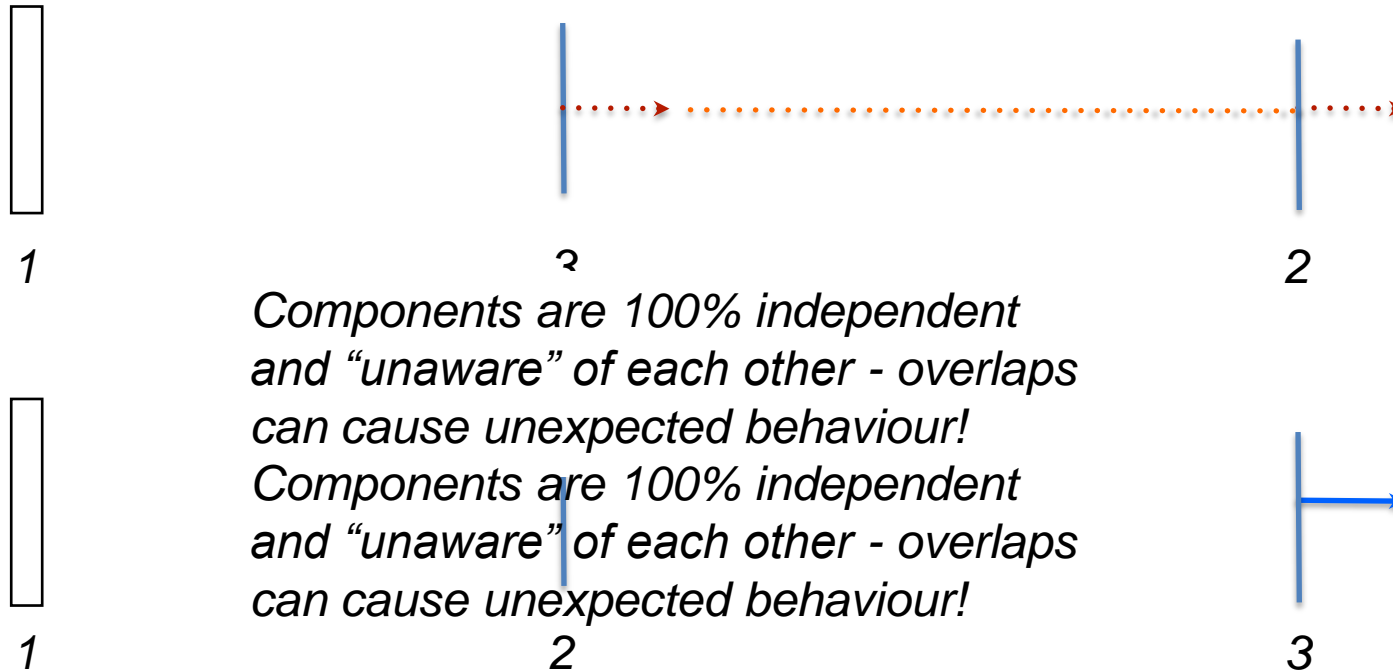 1 3 2
Components are 100% independent
and “unaware” of each other - overlaps
can cause unexpected behaviour!
Components are 100% independent
and “unaware” of each other - overlaps
can cause unexpected behaviour!
1 2 3